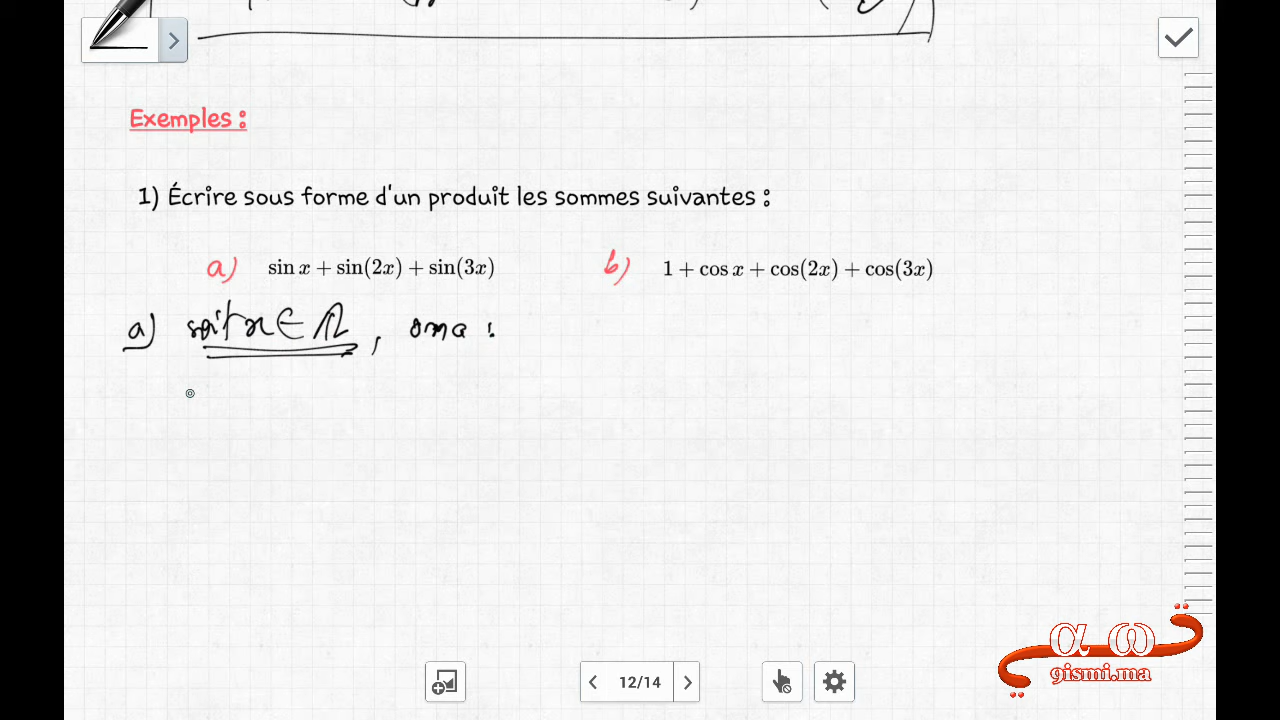 Exemples :
1) Écrire sous forme d'un produit les sommes suivantes :
a) sin x + sin(2x) + sin(3x) b) 1 + cos x + cos(2x) + cos(3x)
a) soit x ∈ ℝ, on a :
12/14
α ω
gismi.ma